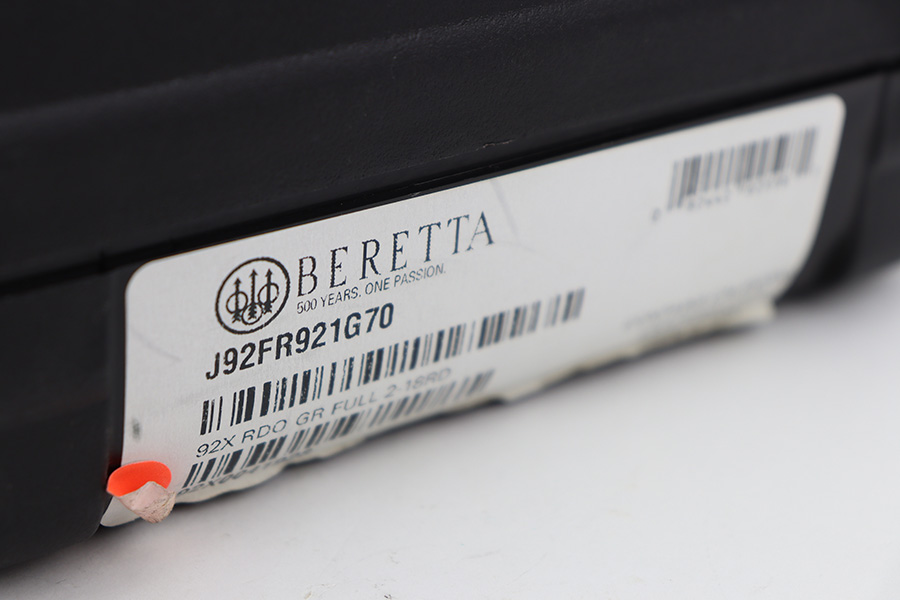 BERETTA
500 YEARS. ONE PASSION.
J92FR921G70
92X RDO GR FULL 2-18RD